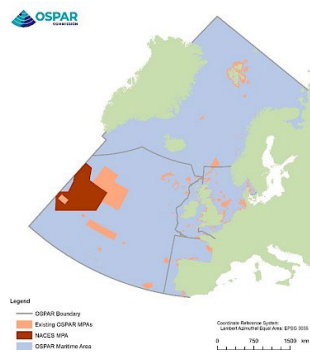 OSPAR
COMMISSION
Legend
OSPAR Boundary
Existing OSPAR MPAs
NACES MPA
OSPAR Maritime Area
Coordinate Reference System:
Lambert Azimuthal Equal Area; EPSG 3035
0 750 1500 km